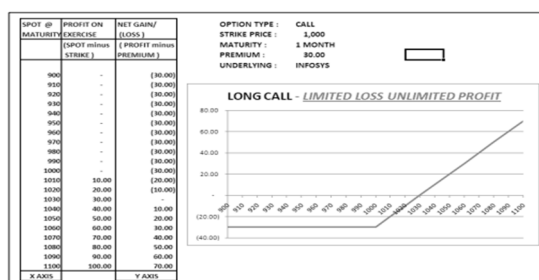 SPOT @ PROFIT ON NET GAIN/
MATURITY EXERCISE (LOSS )
(SPOT minus ( PROFIT minus
STRIKE ) PREMIUM )
900 - (30.00)
910 - (30.00)
920 - (30.00)
930 - (30.00)
940 - (30.00)
950 - (30.00)
960 - (30.00)
970 - (30.00)
980 - (30.00)
990 - (30.00)
1000 - (30.00)
1010 10.00 (20.00)
1020 20.00 (10.00)
1030 30.00 -
1040 40.00 10.00
1050 50.00 20.00
1060 60.00 30.00
1070 70.00 40.00
1080 80.00 50.00
1090 90.00 60.00
1100 100.00 70.00
X AXIS Y AXIS
OPTION TYPE : CALL
STRIKE PRICE : 1,000
MATURITY : 1 MONTH
PREMIUM : 30.00
UNDERLYING : INFOSYS
LONG CALL - LIMITED LOSS UNLIMITED PROFIT
80.00
60.00
40.00
20.00
-
(20.00)
(40.00)
900 910 920 930 940 950 960 970 980 990 1000 1010 1020 1030 1040 1050 1060 1070 1080 1090 1100